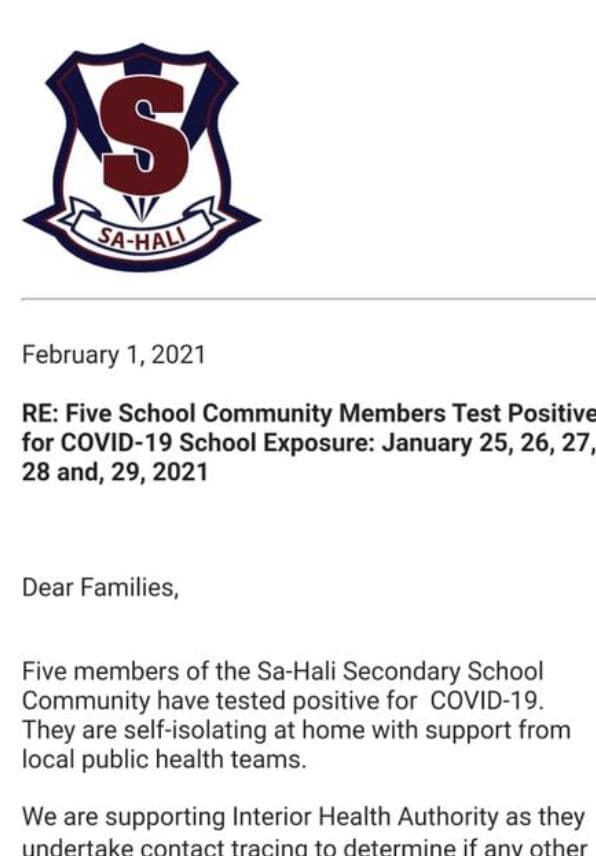 S
SA-HALI
February 1, 2021
RE: Five School Community Members Test Positive
for COVID-19 School Exposure: January 25, 26, 27,
28 and, 29, 2021
Dear Families,
Five members of the Sa-Hali Secondary School
Community have tested positive for  COVID-19.
They are self-isolating at home with support from
local public health teams.
We are supporting Interior Health Authority as they
undertake contact tracing to determine if any other